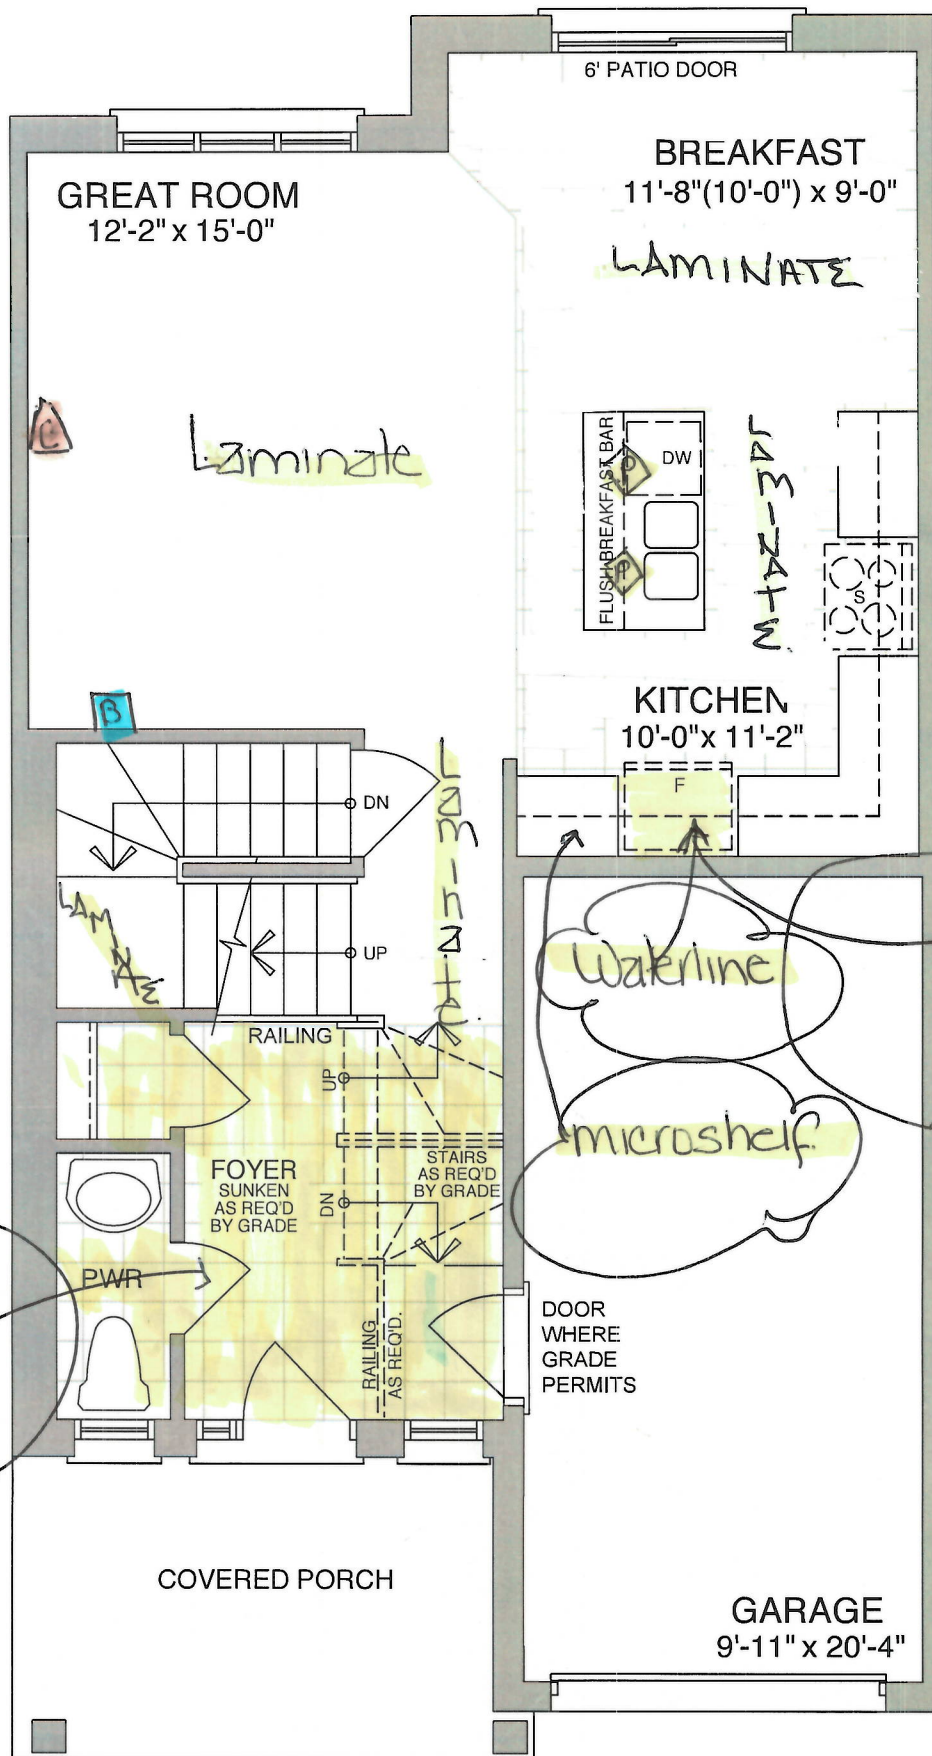 6' PATIO DOOR
BREAKFAST
11'-8"(10'-0") x 9'-0"
GREAT ROOM
12'-2" x 15'-0"
LAMINATE
C
Laminate
FLUSH BREAKFAST BAR
P
DW
P
LAMINATE
S
B
KITCHEN
10'-0"x 11'-2"
F
DN
Laminate
LAMINATE
UP
Waterline
RAILING
UP
microshelf
FOYER
SUNKEN
AS REQ'D
BY GRADE
STAIRS
AS REQ'D
BY GRADE
DN
PWR
RAILING
AS REQ'D.
DOOR
WHERE
GRADE
PERMITS
COVERED PORCH
GARAGE
9'-11" x 20'-4"